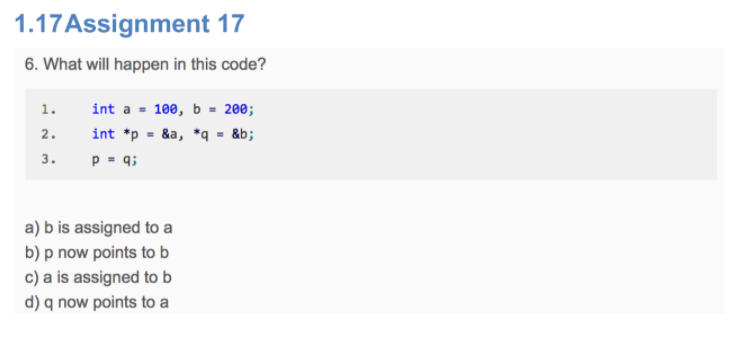 1.17Assignment 17
6. What will happen in this code?
1. int a = 100, b = 200;
2. int *p = &a, *q = &b;
3. p = q;
a) b is assigned to a
b) p now points to b
c) a is assigned to b
d) q now points to a